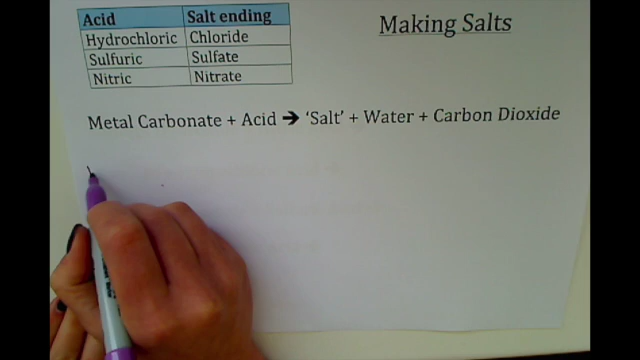 Making Salts
Acid Salt ending
Hydrochloric Chloride
Sulfuric Sulfate
Nitric Nitrate
Metal Carbonate + Acid ➔ ‘Salt’ + Water + Carbon Dioxide